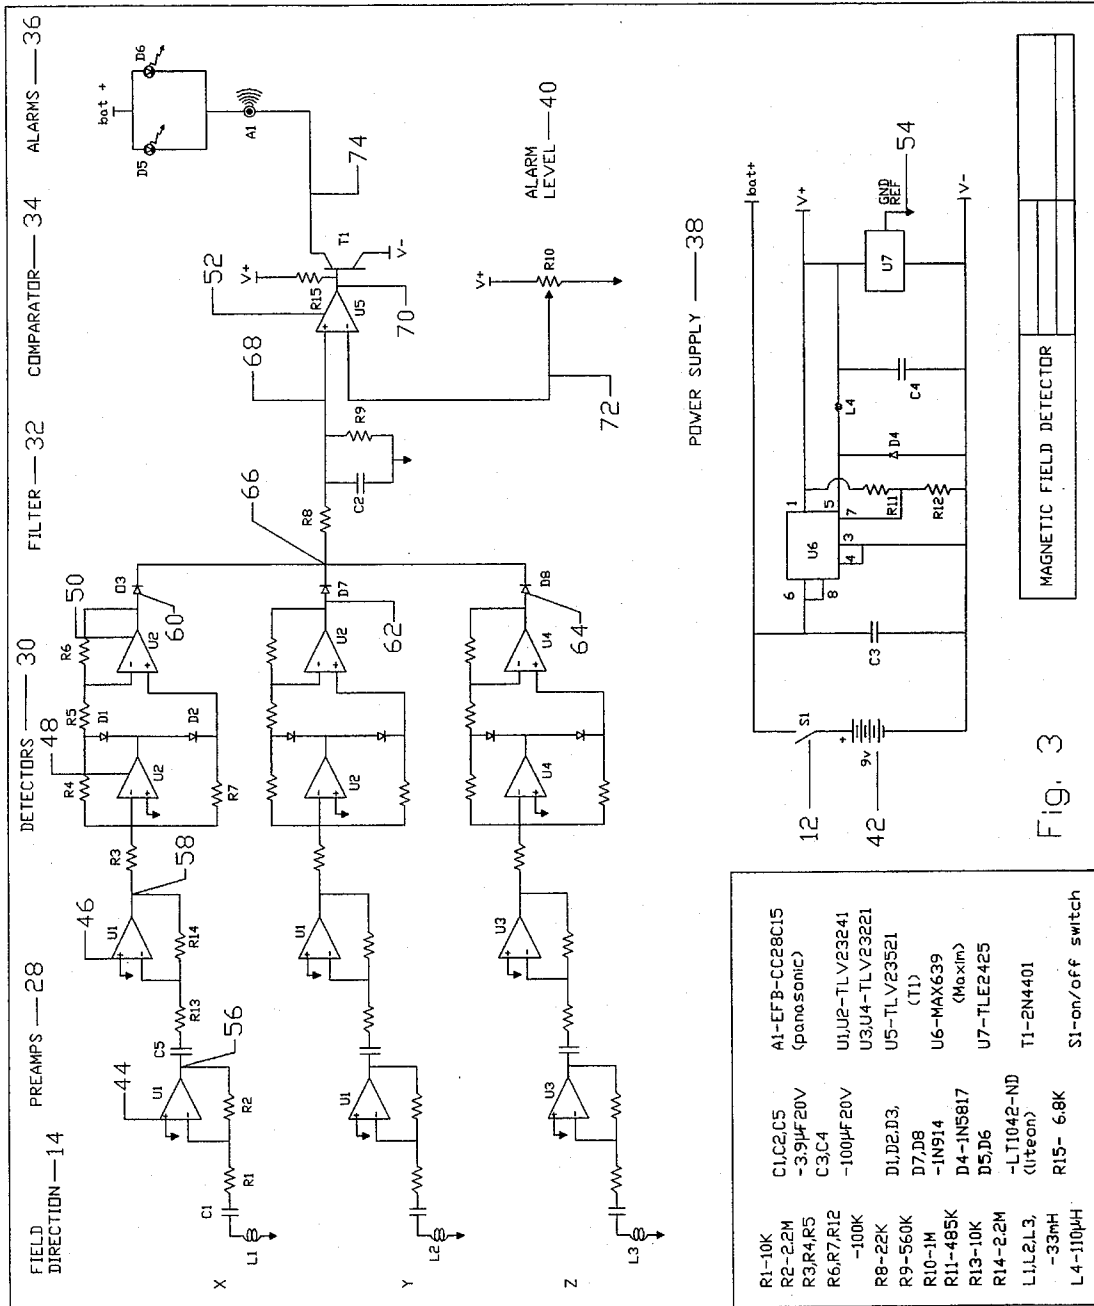 FIELD DIRECTION—14 PREAMPS—28 DETECTORS—30 FILTER—32 COMPARATOR—34 ALARMS—36
X
L1
C1
R1
44
U1
R2
56
C5
R13
46
U1
R14
58
R3
48
R4
U2
R7
D1
D2
R5
R6
50
U2
60
D3
Y
L2
U1
U1
U2
U2
62
D7
Z
L3
U3
U3
U4
U4
64
D8
66
R8
C2
R9
68
52
V+
R15
U5
T1
V-
70
72
74
V+
R10
ALARM LEVEL—40
bat +
D5
D6
A1
POWER SUPPLY—38
12
S1
42
9v
+
C3
6
8
U6
1
5
7
3
4
R11
R12
D4
L4
C4
U7
GND REF
54
bat+
V+
V-
Fig. 3
MAGNETIC FIELD DETECTOR
R1-10K
R2-2.2M
R3,R4,R5
R6,R7,R12
-100K
R8-22K
R9-560K
R10-1M
R11-485K
R13-10K
R14-2.2M
L1,L2,L3,
-33mH
L4-110µH
C1,C2,C5
-3.9µF20V
C3,C4
-100µF20V
D1,D2,D3,
D7,D8
-1N914
D4-1N5817
D5,D6
-LT1042-ND
(liteon)
R15- 6.8K
A1-EFB-CC28C15
(panasonic)
U1,U2-TLV23241
U3,U4-TLV23221
U5-TLV23521
(T1)
U6-MAX639
(Maxim)
U7-TLE2425
T1-2N4401
S1-on/off switch